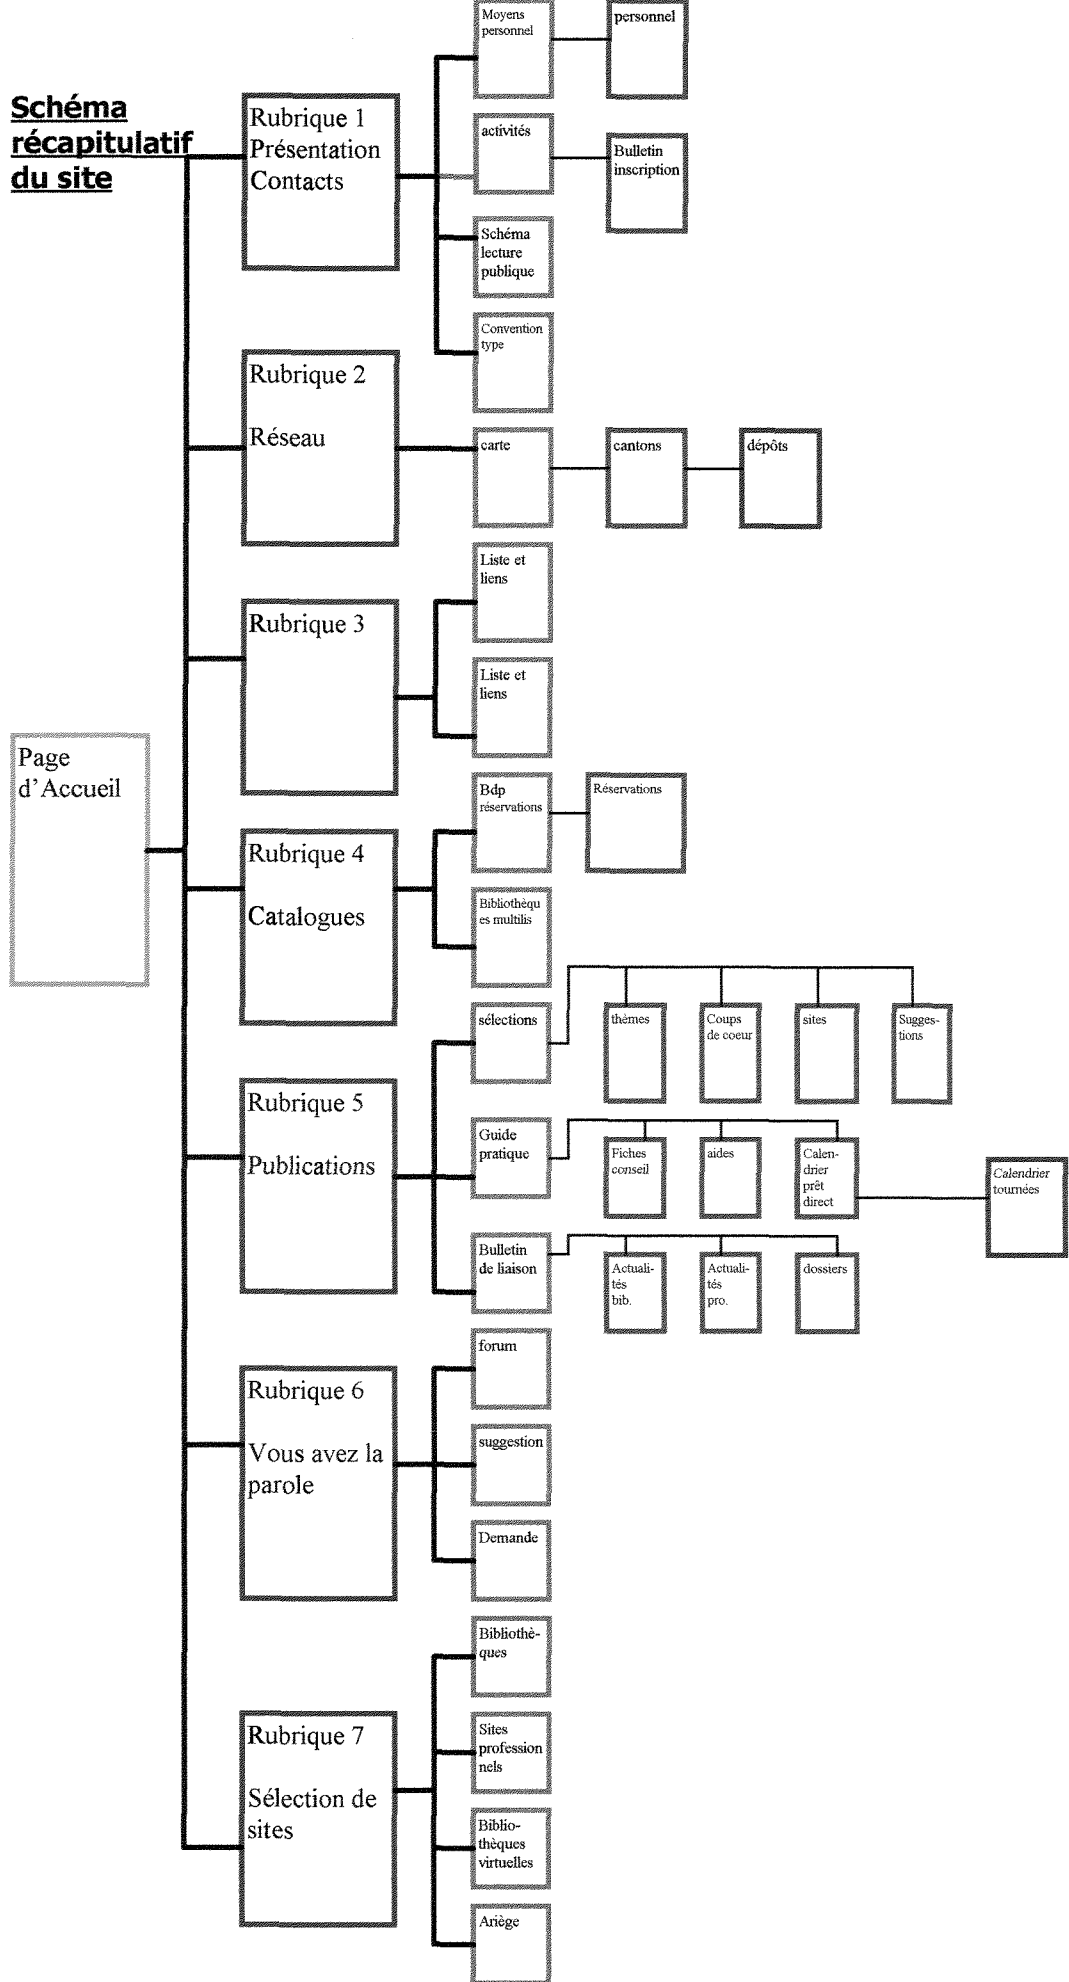 Schéma
récapitulatif
du site
Page
d’Accueil
Rubrique 1
Présentation
Contacts
Moyens
personnel
personnel
activités
Bulletin
inscription
Schéma
lecture
publique
Convention
type
Rubrique 2
Réseau
carte
cantons
dépôts
Rubrique 3
Liste et
liens
Liste et
liens
Rubrique 4
Catalogues
Bdp
réservations
Réservations
Bibliothèqu
es multilis
Rubrique 5
Publications
sélections
thèmes
Coups
de coeur
sites
Sugges-
tions
Guide
pratique
Fiches
conseil
aides
Calen-
drier
prêt
direct
Calendrier
tournées
Bulletin
de liaison
Actuali-
tés
bib.
Actuali-
tés
pro.
dossiers
Rubrique 6
Vous avez la
parole
forum
suggestion
Demande
Rubrique 7
Sélection de
sites
Bibliothè-
ques
Sites
profession
nels
Biblio-
thèques
virtuelles
Ariège